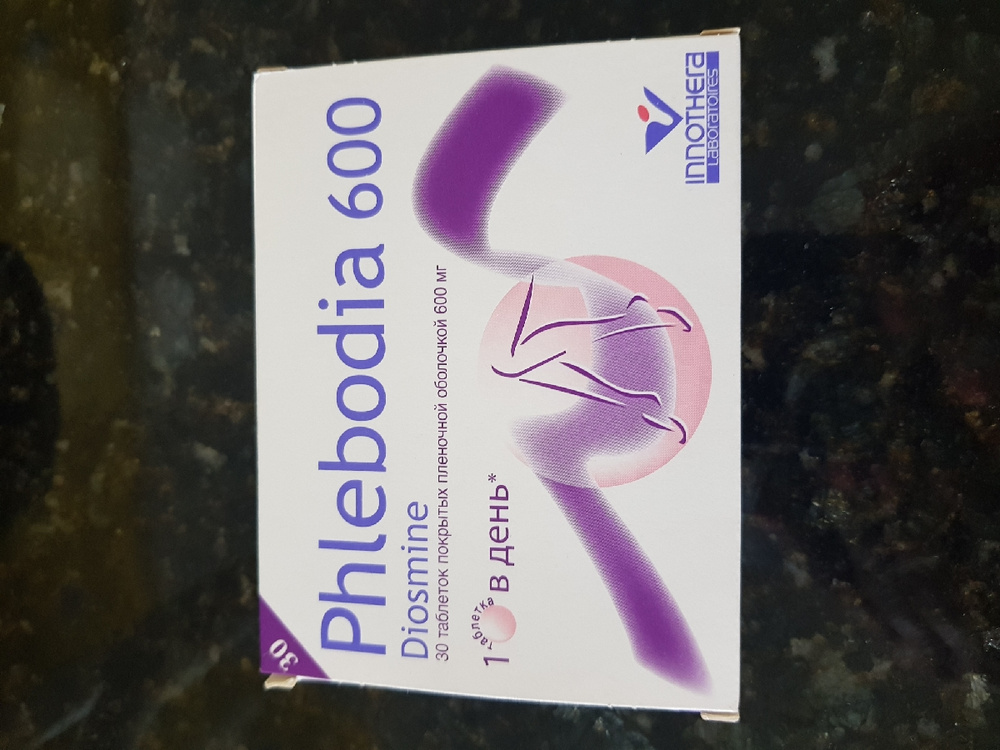 30
Phlebodia 600
Diosmine
30 таблеток покрытых пленочной оболочкой 600 мг
1 таблетка в день*
INNOTHERA
LABORATOIRES